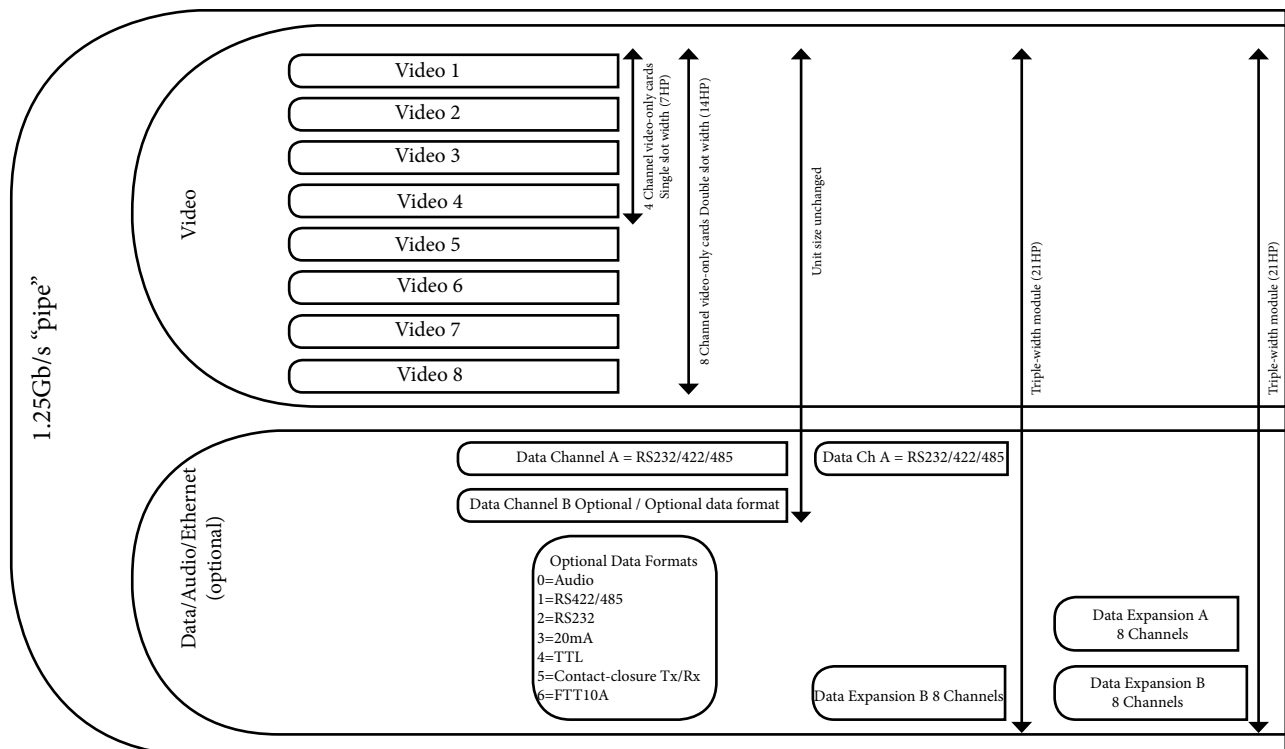 1.25Gb/s “pipe”
Video
Video 1
Video 2
Video 3
Video 4
Video 5
Video 6
Video 7
Video 8
4 Channel video-only cards
Single slot width (7HP)
8 Channel video-only cards Double slot width (14HP)
Unit size unchanged
Triple-width module (21HP)
Triple-width module (21HP)
Data/Audio/Ethernet
(optional)
Data Channel A = RS232/422/485
Data Ch A = RS232/422/485
Data Channel B Optional / Optional data format
Optional Data Formats
0=Audio
1=RS422/485
2=RS232
3=20mA
4=TTL
5=Contact-closure Tx/Rx
6=FTT10A
Data Expansion B 8 Channels
Data Expansion A
8 Channels
Data Expansion B
8 Channels